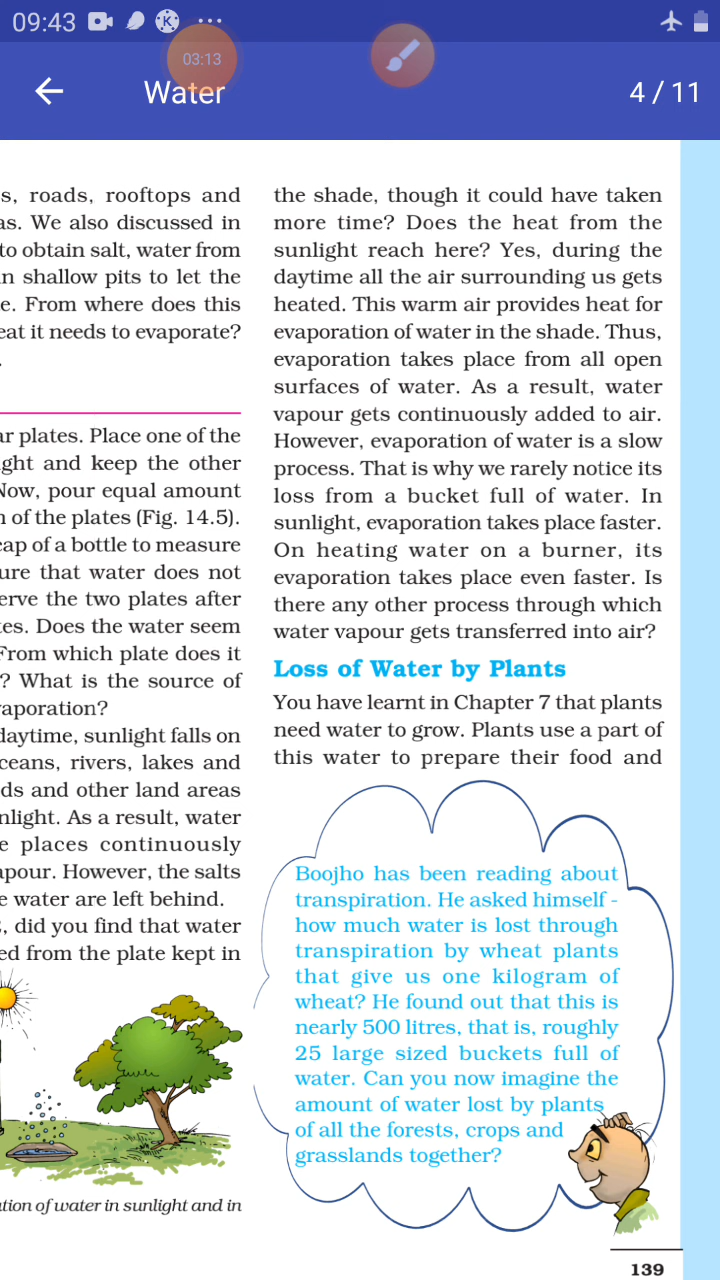 09:43
03:13
Water
4 / 11
s, roads, rooftops and
as. We also discussed in
to obtain salt, water from
n shallow pits to let the
e. From where does this
eat it needs to evaporate?
.
ar plates. Place one of the
ght and keep the other
Now, pour equal amount
n of the plates (Fig. 14.5).
cap of a bottle to measure
ure that water does not
erve the two plates after
tes. Does the water seem
From which plate does it
? What is the source of
aporation?
daytime, sunlight falls on
ceans, rivers, lakes and
ds and other land areas
nlight. As a result, water
e places continuously
apour. However, the salts
e water are left behind.
, did you find that water
ed from the plate kept in
tion of water in sunlight and in
the shade, though it could have taken
more time? Does the heat from the
sunlight reach here? Yes, during the
daytime all the air surrounding us gets
heated. This warm air provides heat for
evaporation of water in the shade. Thus,
evaporation takes place from all open
surfaces of water. As a result, water
vapour gets continuously added to air.
However, evaporation of water is a slow
process. That is why we rarely notice its
loss from a bucket full of water. In
sunlight, evaporation takes place faster.
On heating water on a burner, its
evaporation takes place even faster. Is
there any other process through which
water vapour gets transferred into air?
Loss of Water by Plants
You have learnt in Chapter 7 that plants
need water to grow. Plants use a part of
this water to prepare their food and
Boojho has been reading about
transpiration. He asked himself -
how much water is lost through
transpiration by wheat plants
that give us one kilogram of
wheat? He found out that this is
nearly 500 litres, that is, roughly
25 large sized buckets full of
water. Can you now imagine the
amount of water lost by plants
of all the forests, crops and
grasslands together?
139